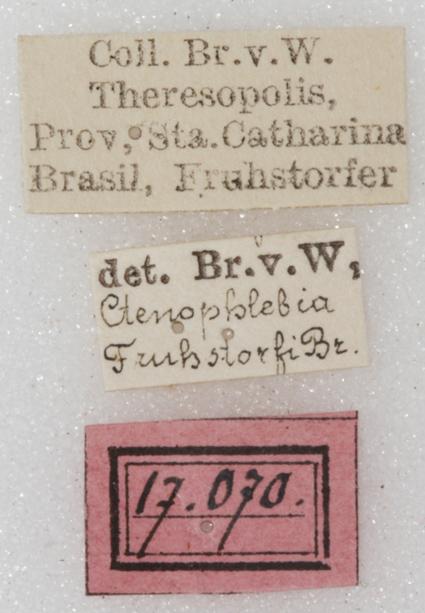 Coll. Br.v.W.
Theresopolis,
Prov, Sta.Catharina
Brasil, Fruhstorfer
det. Br.v.W,
Ctenophlebia
Fruhstorfi Br.
17.070.